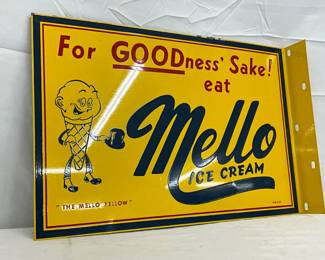 For GOODness' Sake!
eat
Mello
ICE CREAM
"THE MELLO FELLOW"